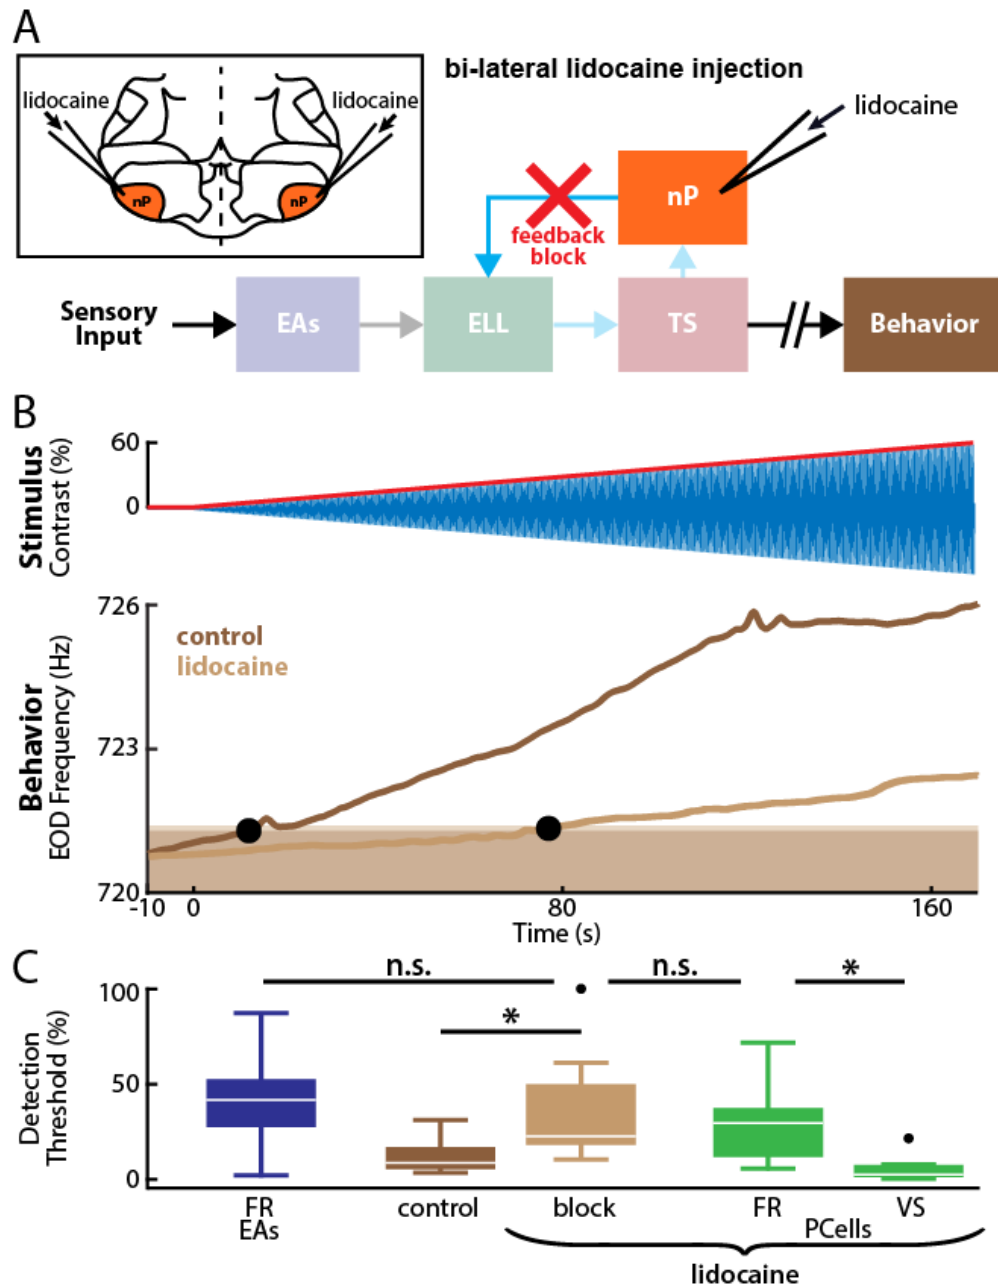 A
bi-lateral lidocaine injection
lidocaine
lidocaine
lidocaine
nP
nP
nP
feedback
block
Sensory
Input
EAs
ELL
TS
Behavior
B
Stimulus
Contrast (%)
60
0
Behavior
EOD Frequency (Hz)
726
723
720
control
lidocaine
-10
0
80
160
Time (s)
C
n.s.
n.s.
*
*
Detection
Threshold (%)
100
50
0
FR
EAs
control
block
FR
VS
PCells
lidocaine